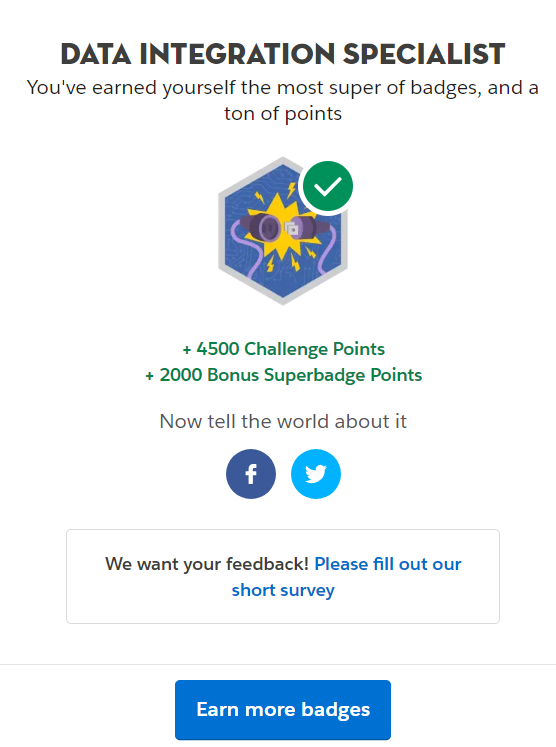 DATA INTEGRATION SPECIALIST
You've earned yourself the most super of badges, and a
ton of points
+ 4500 Challenge Points
+ 2000 Bonus Superbadge Points
Now tell the world about it
We want your feedback! Please fill out our
short survey
Earn more badges